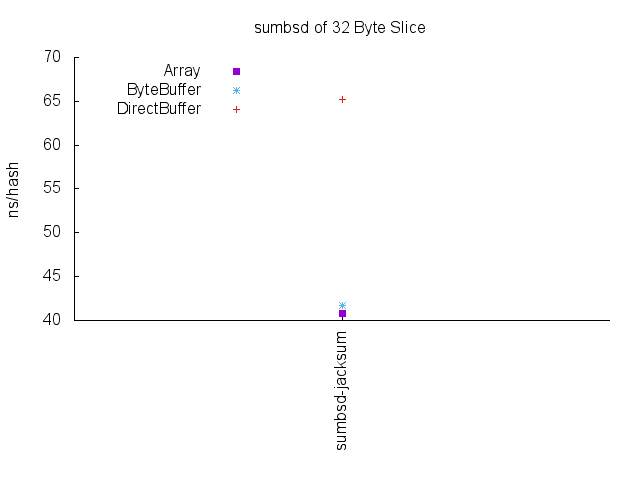 sumbsd of 32 Byte Slice
70
65
60
55
50
45
40
ns/hash
Array
ByteBuffer
DirectBuffer
sumbsd-jacksum